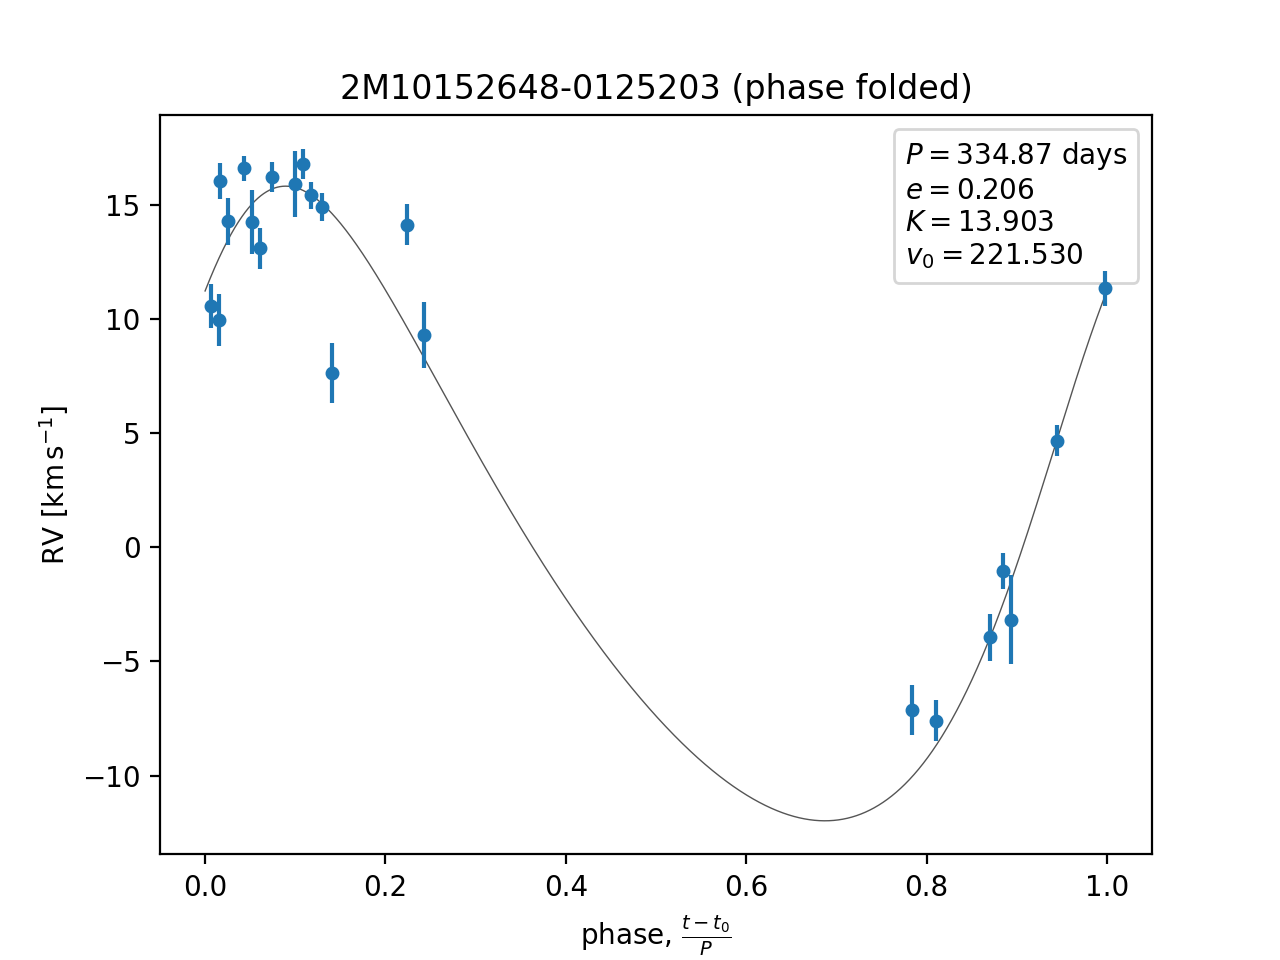 2M10152648-0125203 (phase folded)
P = 334.87 days
e = 0.206
K = 13.903
v₀ = 221.530
RV [km s⁻¹]
15
10
5
0
−5
−10
0.0 0.2 0.4 0.6 0.8 1.0
phase, (t − t₀)/P